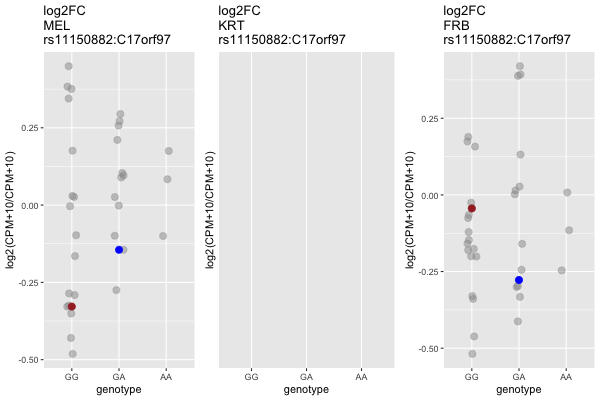 log2FC
MEL
rs11150882:C17orf97
log2(CPM+10/CPM+10)
0.25
0.00
-0.25
-0.50
GG GA AA
genotype
log2FC
KRT
rs11150882:C17orf97
log2(CPM+10/CPM+10)
GG GA AA
genotype
log2FC
FRB
rs11150882:C17orf97
log2(CPM+10/CPM+10)
0.25
0.00
-0.25
-0.50
GG GA AA
genotype